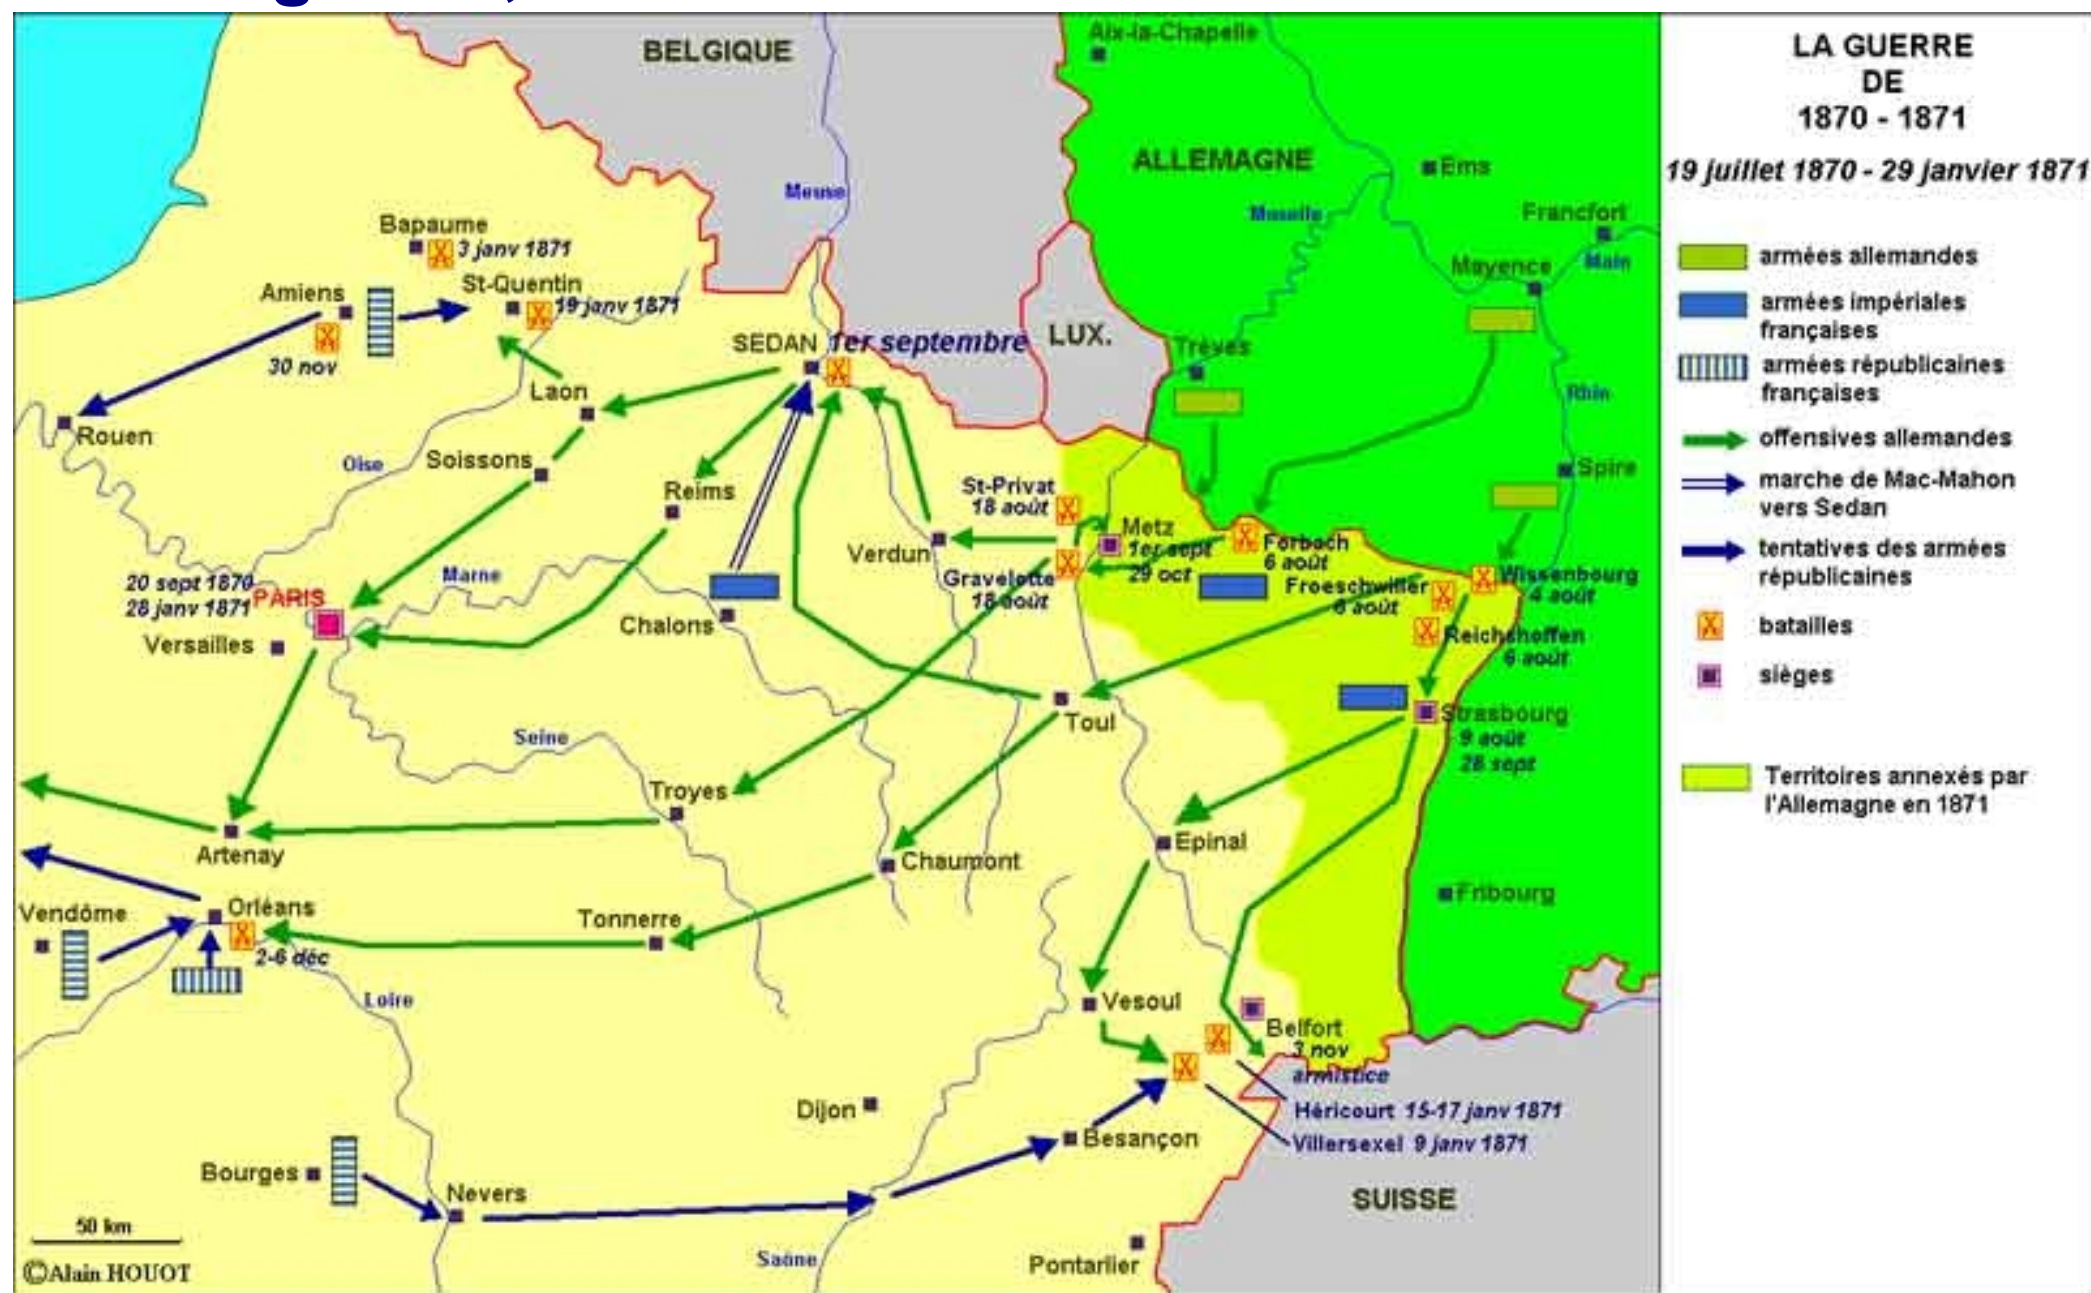 BELGIQUE
Aix-la-Chapelle
ALLEMAGNE
Ems
Meuse
Moselle
Francfort
Main
Mayence
Bapaume
3 janv 1871
St-Quentin
19 janv 1871
Amiens
30 nov
SEDAN
1er septembre
LUX.
Trèves
Rhin
Laon
Rouen
Oise
Soissons
Reims
Spire
St-Privat
18 août
Metz
1er sept
29 oct
Verdun
Forbach
6 août
Gravelotte
18 août
Froeschwiller
6 août
Wissenbourg
4 août
Reichshoffen
6 août
Marne
20 sept 1870
28 janv 1871
PARIS
Versailles
Chalons
Toul
Strasbourg
9 août
28 sept
Seine
Troyes
Artenay
Chaumont
Epinal
Fribourg
Vendôme
Orléans
2-6 déc
Tonnerre
Loire
Vesoul
Belfort
3 nov
armistice
Héricourt 15-17 janv 1871
Villersexel 9 janv 1871
Dijon
Besançon
Bourges
Nevers
SUISSE
Saône
Pontarlier
50 km
©Alain HOUOT
LA GUERRE
DE
1870 - 1871
19 juillet 1870 - 29 janvier 1871
armées allemandes
armées impériales
françaises
armées républicaines
françaises
offensives allemandes
marche de Mac-Mahon
vers Sedan
tentatives des armées
républicaines
batailles
sièges
Territoires annexés par
l'Allemagne en 1871